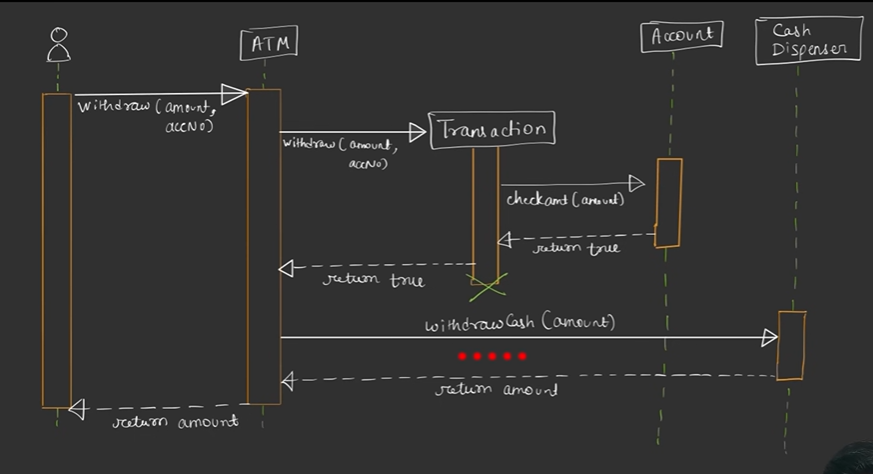 ATM
Account
Cash
Dispenser
withdraw(amount,
accNo)
Transaction
withdraw(amount,
accNo)
checkamt(amount)
return true
return true
withdrawCash(amount)
return amount
return amount